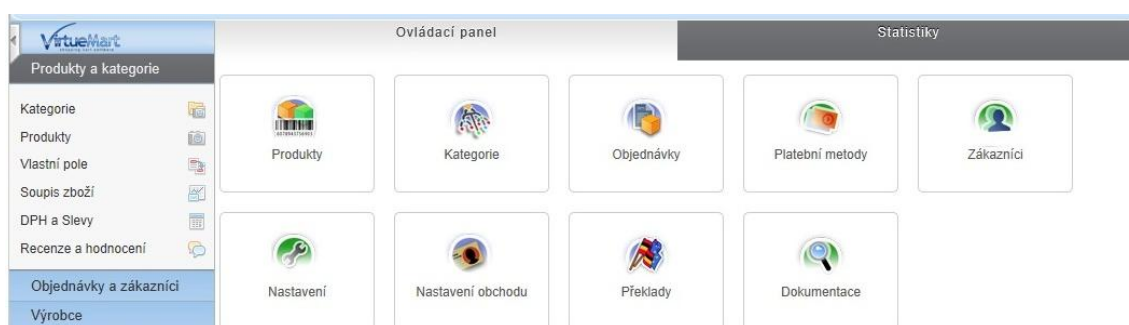 VirtueMart
Ovládací panel
Statistiky
Produkty a kategorie
Kategorie
Produkty
Vlastní pole
Soupis zboží
DPH a Slevy
Recenze a hodnocení
Objednávky a zákazníci
Výrobce
Produkty
Kategorie
Objednávky
Platební metody
Zákazníci
Nastavení
Nastavení obchodu
Překlady
Dokumentace